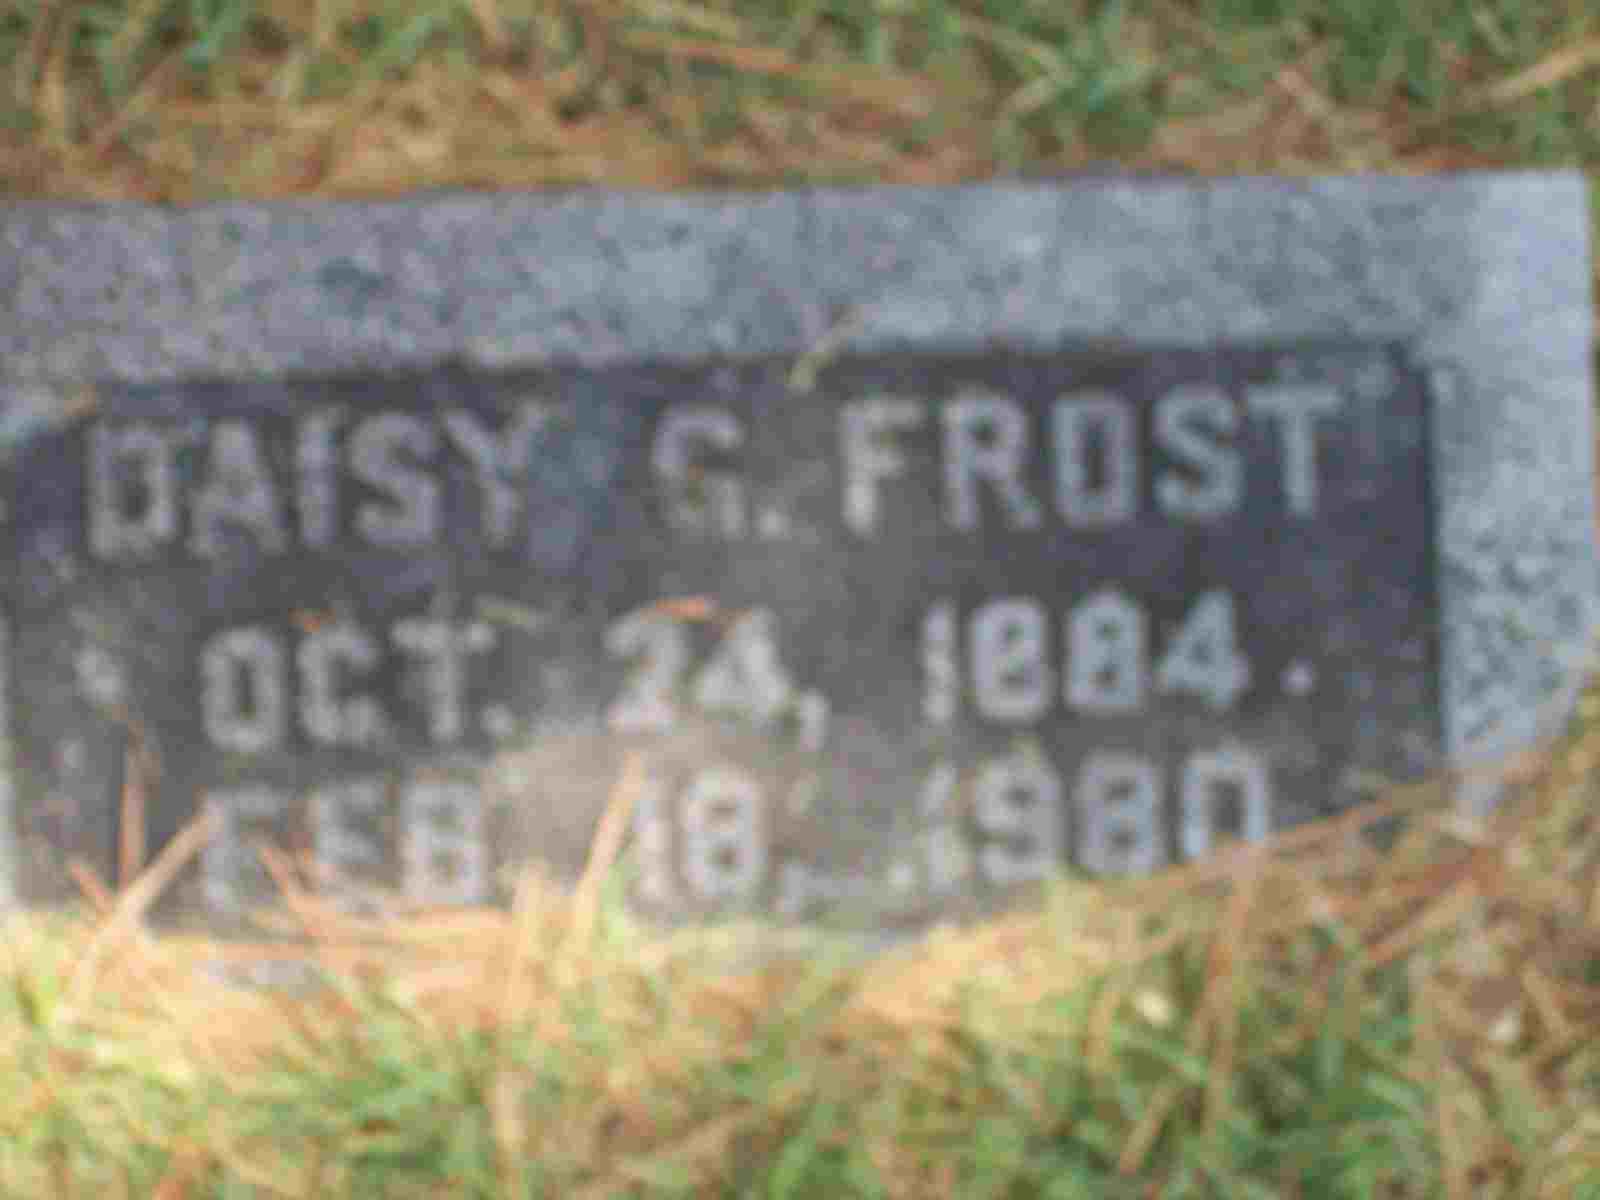 DAISY G. FROST
OCT. 24, 1884.
FEB. 18, 1980